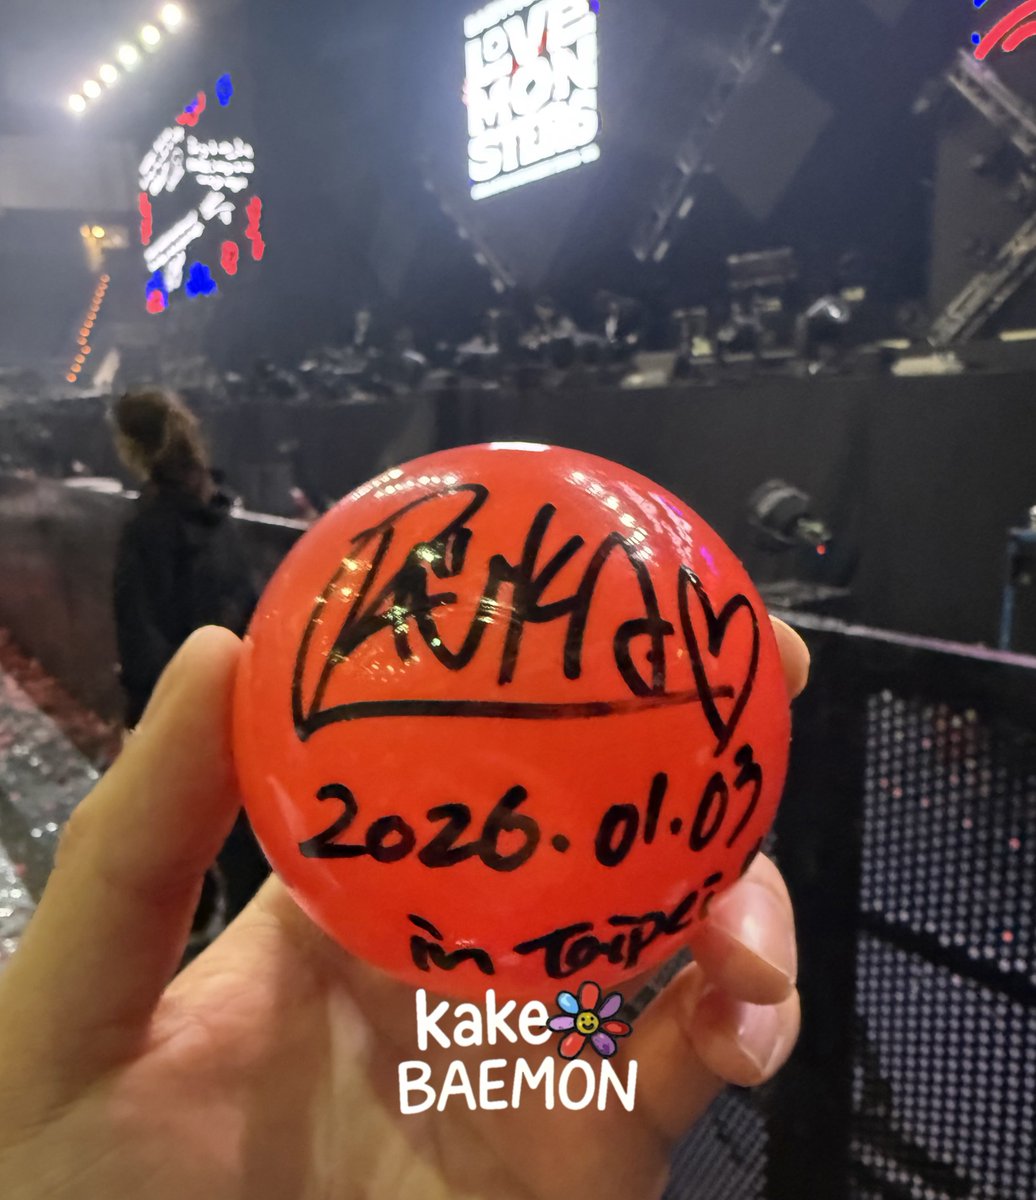 LOVE
MON
STERS
RUKA
2026.01.03
in Taipei
kake
BAEMON